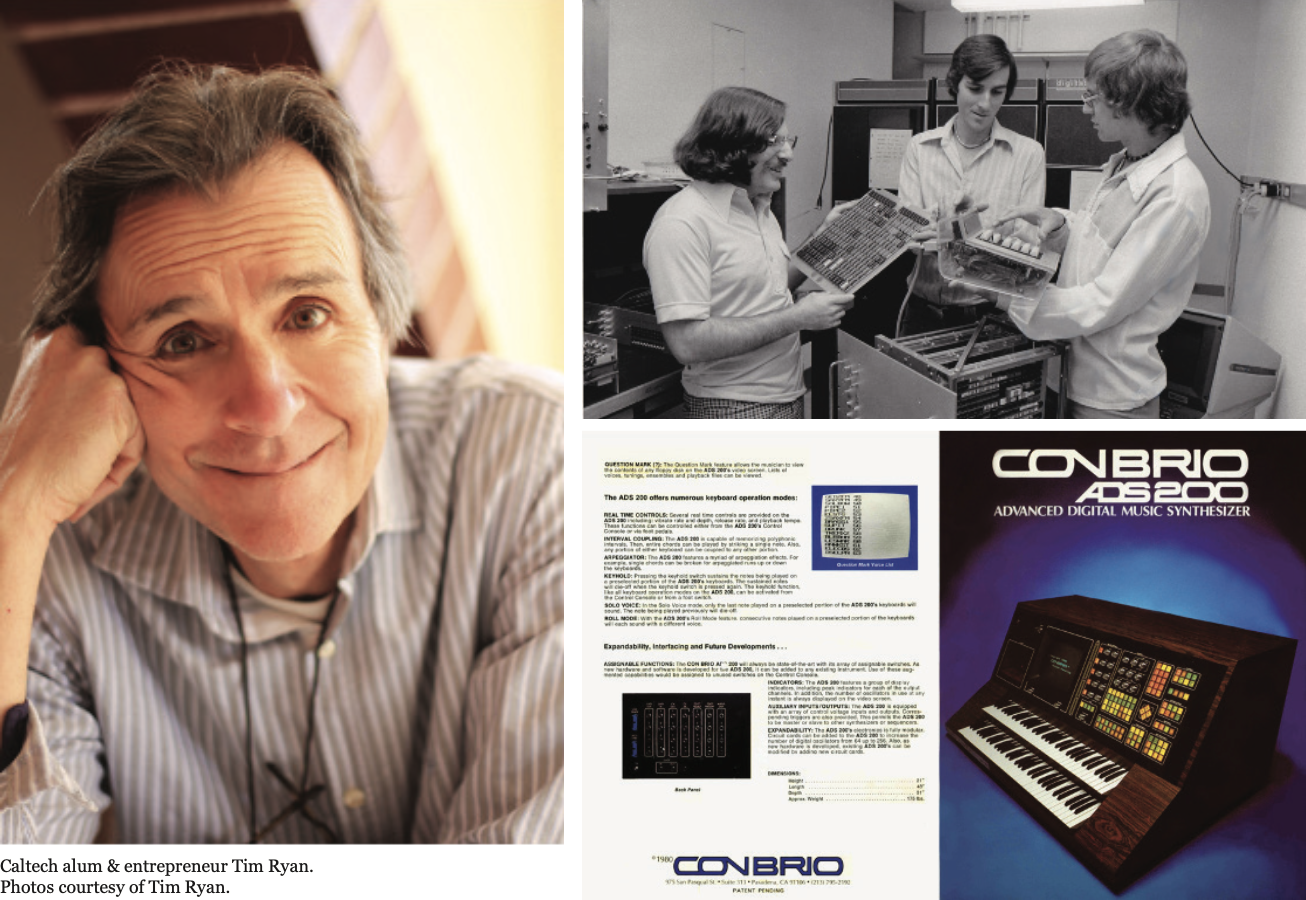 Caltech alum & entrepreneur Tim Ryan.
Photos courtesy of Tim Ryan.
QUESTION MARK (?): The Question Mark feature allows the musician to view
the contents of any floppy disk on the ADS 200's video screen. Lists of
voices, tunings, ensembles and playback files can be viewed.
The ADS 200 offers numerous keyboard operation modes:
REAL TIME CONTROLS: Several real time controls are provided on the
ADS 200 including: vibrato rate and depth, release rate, and playback tempo.
These functions can be controlled either from the ADS 200's Control
Console or via foot pedals.
INTERVAL COUPLING: The ADS 200 is capable of memorizing polyphonic
intervals. Then, entire chords can be played by striking a single note. Also,
any portion of either keyboard can be coupled to any other portion.
ARPEGGIATOR: The ADS 200 features a myriad of arpeggiation effects. For
example, single chords can be broken for arpeggiated runs up or down
the keyboards.
KEYHOLD: Pressing the keyhold switch sustains the notes being played on
a preselected portion of the ADS 200's keyboards. The sustained notes
will die-off when the keyhold switch is pressed again. The keyhold function,
like all keyboard operation modes on the ADS 200, can be activated from
the Control Console or from a foot switch.
SOLO VOICE: In the Solo Voice mode, only the last note played on a preselected portion of the ADS 200's keyboards will
sound. The note being played previously will die-off.
ROLL MODE: With the ADS 200's Roll Mode feature, consecutive notes played on a preselected portion of the keyboards
will each sound with a different voice.
Question Mark Voice List
Expandability, Interfacing and Future Developments . . .
ASSIGNABLE FUNCTIONS: The CON BRIO 200 will always be state-of-the-art with its array of assignable switches. As
new hardware and software is developed for the ADS 200, it can be added to any existing instrument. Use of these
capabilities would be assigned to unused switches on the Control Console.
INDICATORS: The ADS 200 features a group of display
indicators, including peak indicators for each of the output
channels. In addition, the number of oscillators in use at any
instant is always displayed on the video screen.
AUXILIARY INPUTS/OUTPUTS: The ADS 200 is equipped
with an array of control voltage inputs and outputs. Corres-
ponding triggers are also provided. This permits the ADS 200
to be master or slave to other synthesizers or sequencers.
EXPANDABILITY: The ADS 200's electronics is fully modular.
Circuit cards can be added to the ADS 200 to increase the
number of digital oscillators from 64 up to 256. Also, as
new hardware is developed, existing ADS 200's can be
modified by adding new circuit cards.
Back Panel
DIMENSIONS:
Height
Length
Depth
Approx. Weight
©1980 CON BRIO
975 San Pasqual St. • Suite 313 • Pasadena, CA 91106 • (213) 795-2192
PATENT PENDING
CON BRIO
ADS 200
ADVANCED DIGITAL MUSIC SYNTHESIZER